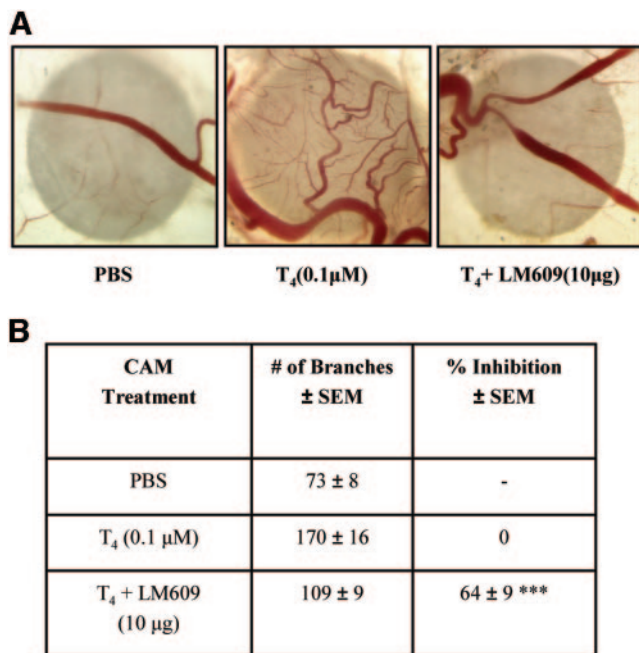 A
PBS
T₄(0.1μM)
T₄+ LM609(10μg)
B
CAM Treatment
# of Branches ± SEM
% Inhibition ± SEM
PBS
73 ± 8
-
T₄ (0.1 μM)
170 ± 16
0
T₄ + LM609 (10 μg)
109 ± 9
64 ± 9 ***